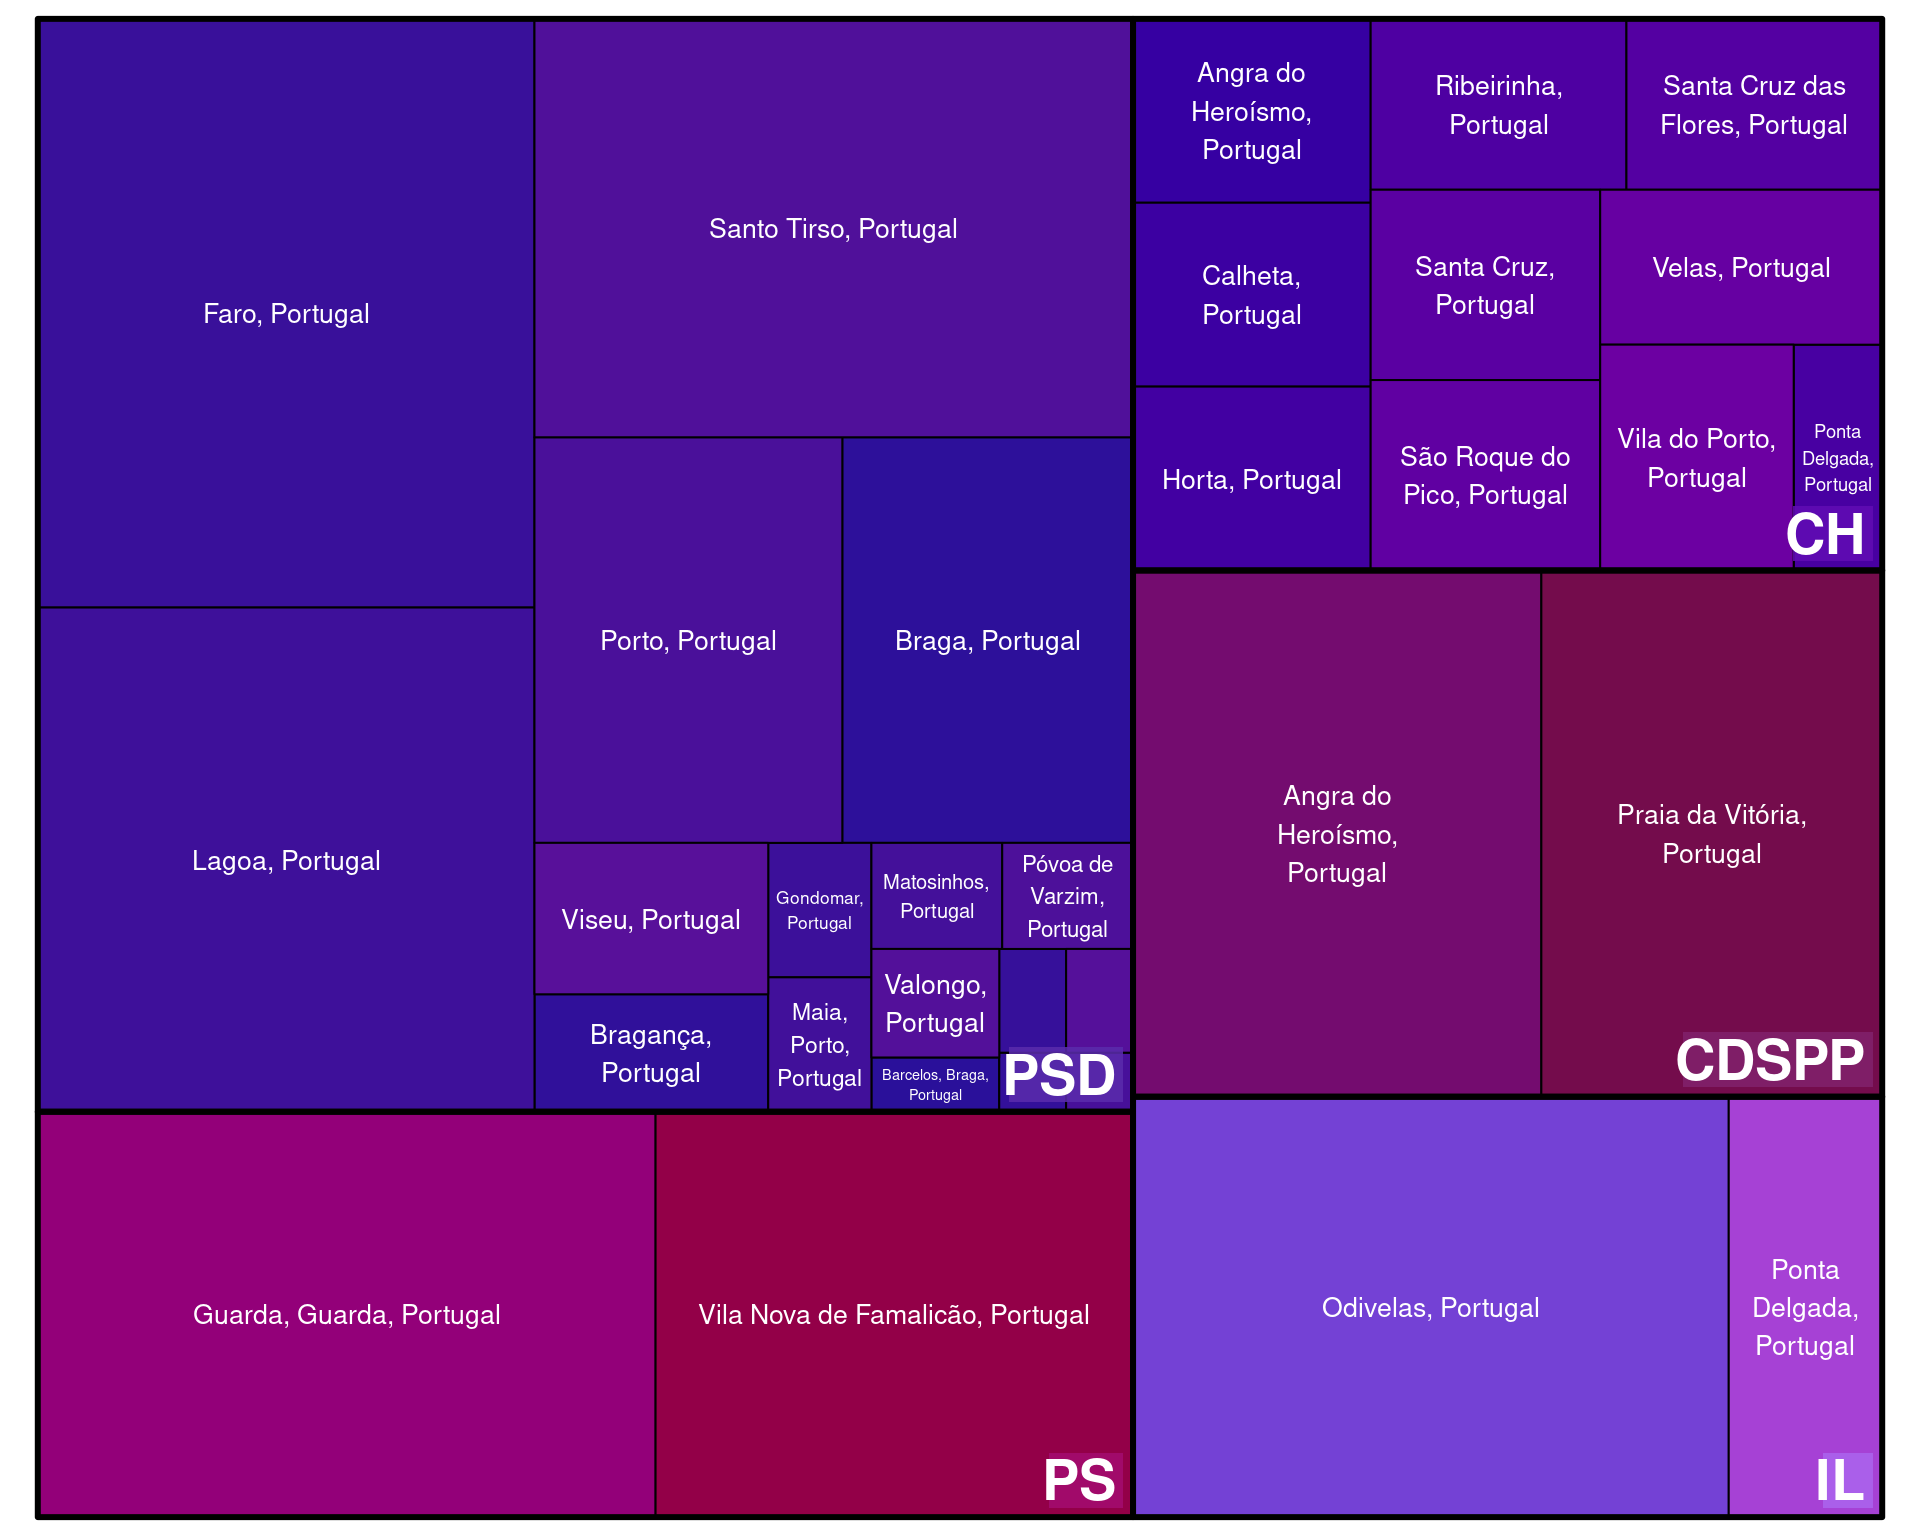 Faro, Portugal
Lagoa, Portugal
Santo Tirso, Portugal
Porto, Portugal
Braga, Portugal
Viseu, Portugal
Bragança,
Portugal
Gondomar,
Portugal
Maia,
Porto,
Portugal
Matosinhos,
Portugal
Póvoa de
Varzim,
Portugal
Valongo,
Portugal
Barcelos, Braga,
Portugal
PSD
Guarda, Guarda, Portugal
Vila Nova de Famalicão, Portugal
PS
Angra do
Heroísmo,
Portugal
Calheta,
Portugal
Horta, Portugal
Ribeirinha,
Portugal
Santa Cruz das
Flores, Portugal
Santa Cruz,
Portugal
São Roque do
Pico, Portugal
Velas, Portugal
Vila do Porto,
Portugal
Ponta
Delgada,
Portugal
CH
Angra do
Heroísmo,
Portugal
Praia da Vitória,
Portugal
CDSPP
Odivelas, Portugal
Ponta
Delgada,
Portugal
IL